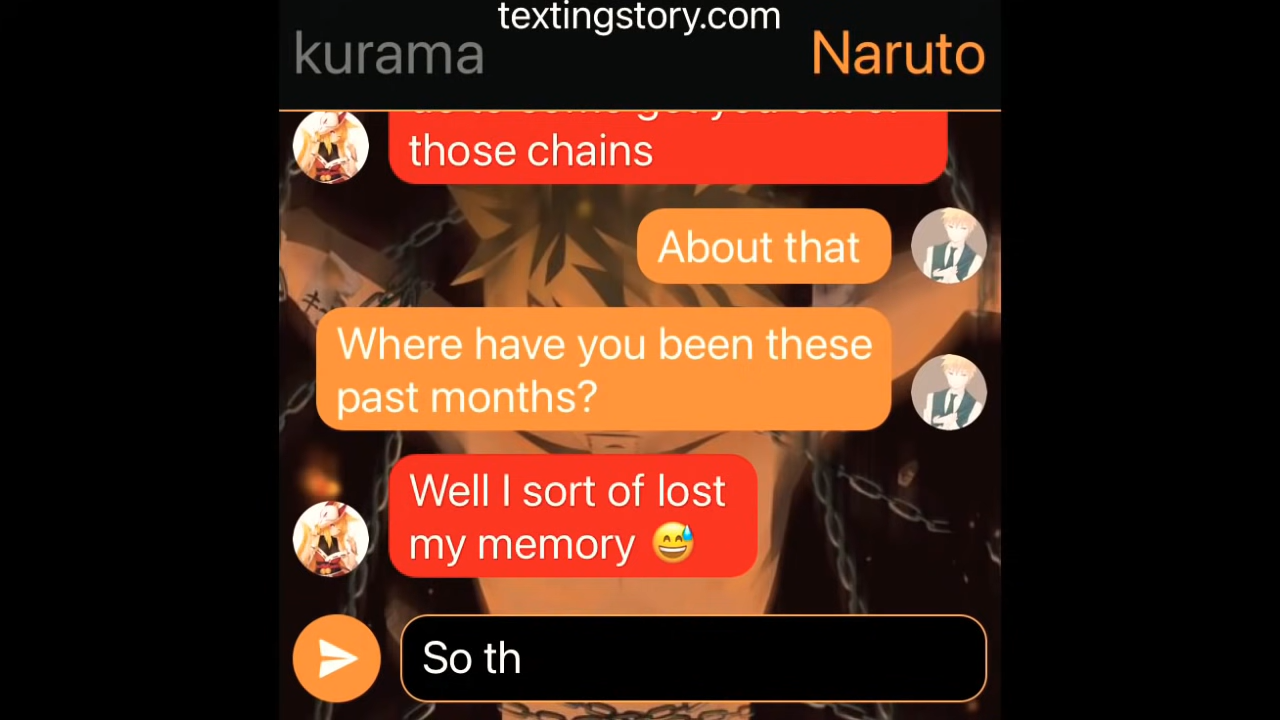 textingstory.com
kurama
Naruto
those chains
About that
Where have you been these
past months?
Well I sort of lost
my memory 😅
So th